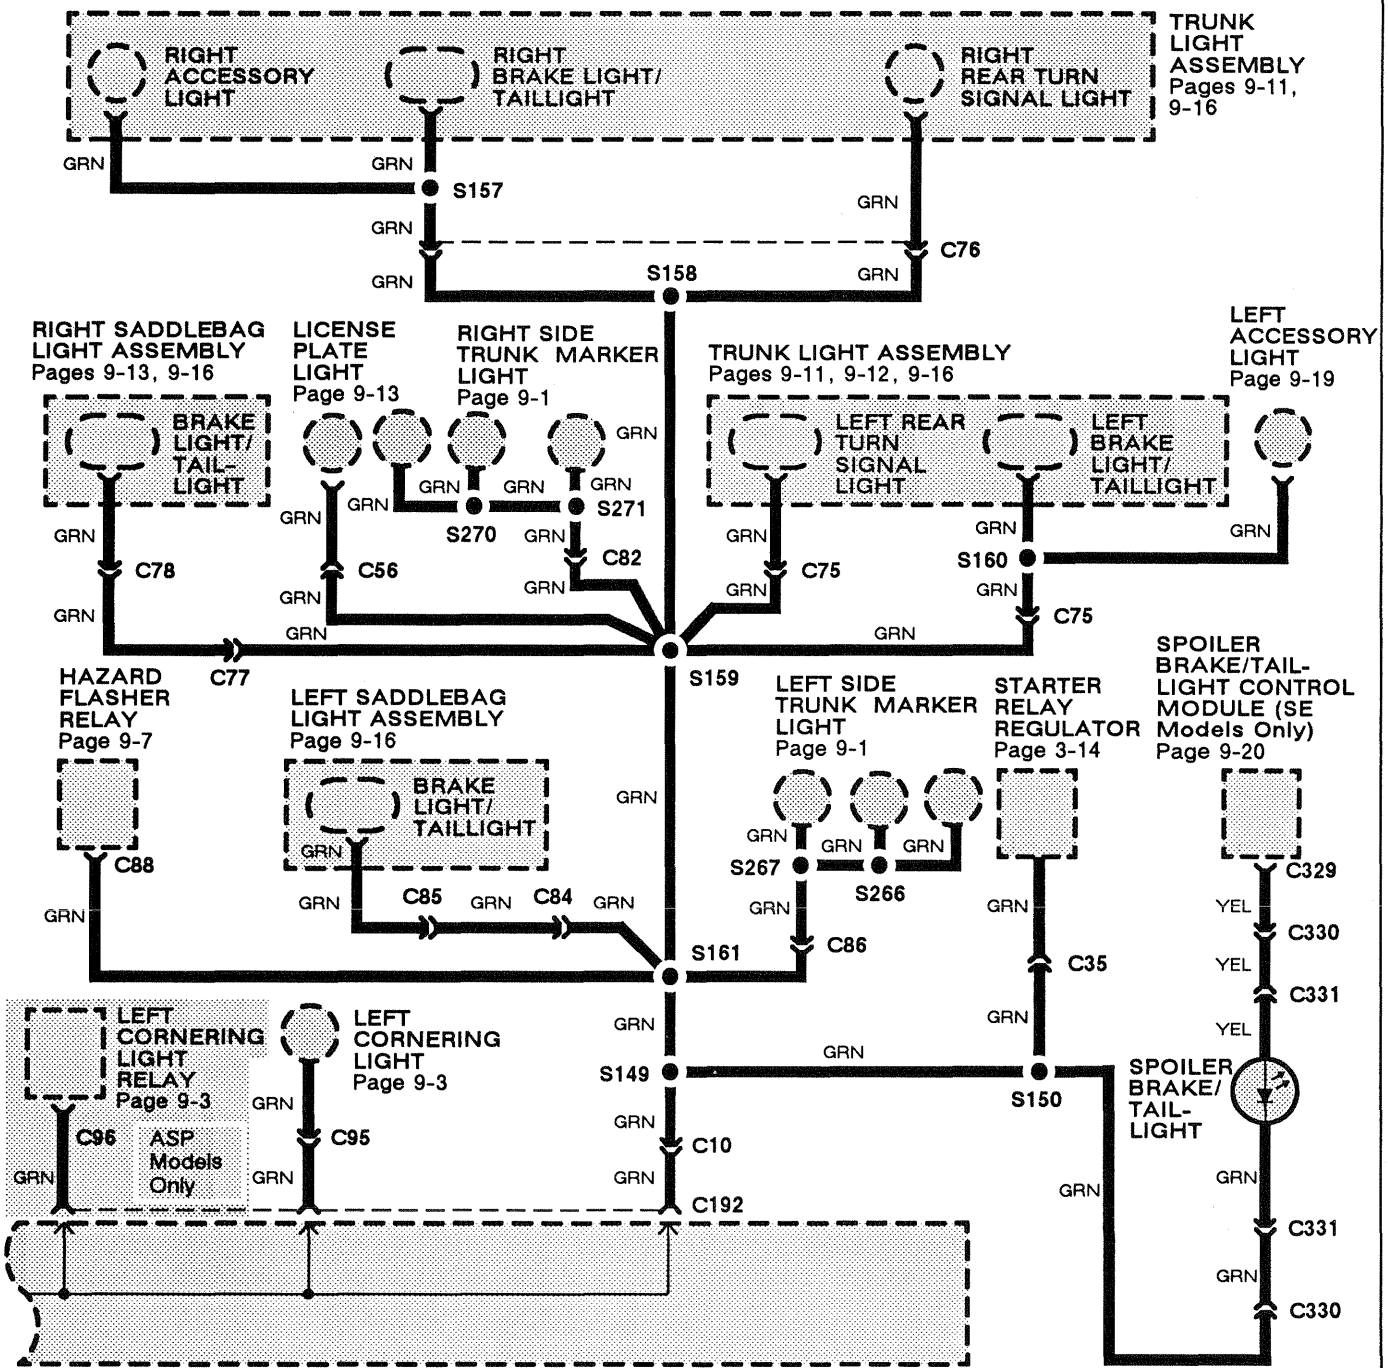 TRUNK
LIGHT
ASSEMBLY
Pages 9-11,
9-16
RIGHT
ACCESSORY
LIGHT
RIGHT
BRAKE LIGHT/
TAILLIGHT
RIGHT
REAR TURN
SIGNAL LIGHT
GRN
GRN
S157
GRN
GRN
C76
GRN
S158
GRN
RIGHT SADDLEBAG
LIGHT ASSEMBLY
Pages 9-13, 9-16
LICENSE
PLATE
LIGHT
Page 9-13
RIGHT SIDE
TRUNK MARKER
LIGHT
Page 9-1
TRUNK LIGHT ASSEMBLY
Pages 9-11, 9-12, 9-16
LEFT
ACCESSORY
LIGHT
Page 9-19
BRAKE
LIGHT/
TAIL-
LIGHT
GRN
LEFT REAR
TURN
SIGNAL
LIGHT
LEFT
BRAKE
LIGHT/
TAILLIGHT
GRN
GRN
GRN
GRN
S270
S271
GRN
GRN
GRN
GRN
GRN
GRN
C78
C56
C82
C75
S160
GRN
GRN
GRN
GRN
GRN
C75
GRN
GRN
C77
S159
HAZARD
FLASHER
RELAY
Page 9-7
LEFT SADDLEBAG
LIGHT ASSEMBLY
Page 9-16
LEFT SIDE
TRUNK MARKER
LIGHT
Page 9-1
STARTER
RELAY
REGULATOR
Page 3-14
SPOILER
BRAKE/TAIL-
LIGHT CONTROL
MODULE (SE
Models Only)
Page 9-20
BRAKE
LIGHT/
TAILLIGHT
GRN
GRN
GRN
GRN
GRN
C88
S267
S266
C329
GRN
GRN
C85
GRN
C84
GRN
GRN
GRN
YEL
C330
C86
S161
C35
YEL
C331
LEFT
CORNERING
LIGHT
RELAY
Page 9-3
LEFT
CORNERING
LIGHT
Page 9-3
GRN
GRN
YEL
GRN
S149
S150
SPOILER
BRAKE/
TAIL-
LIGHT
GRN
GRN
C96
ASP
Models
Only
C95
C10
GRN
GRN
GRN
GRN
GRN
C192
C331
GRN
C330